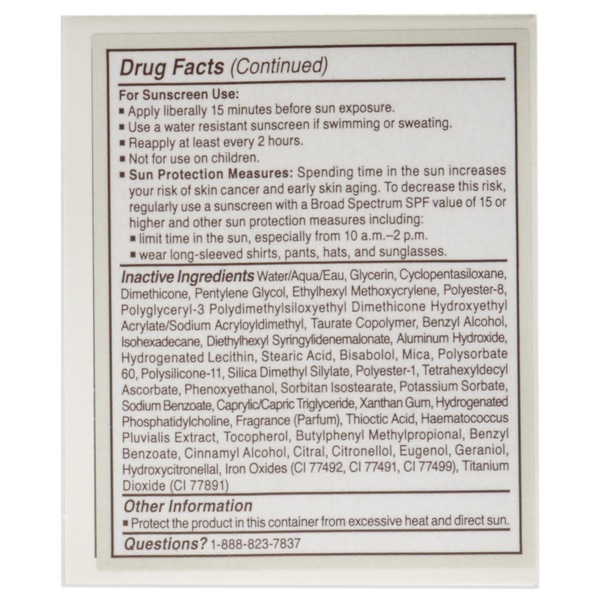 Drug Facts (Continued)
For Sunscreen Use:
▪ Apply liberally 15 minutes before sun exposure.
▪ Use a water resistant sunscreen if swimming or sweating.
▪ Reapply at least every 2 hours.
▪ Not for use on children.
▪ Sun Protection Measures: Spending time in the sun increases
your risk of skin cancer and early skin aging. To decrease this risk,
regularly use a sunscreen with a Broad Spectrum SPF value of 15 or
higher and other sun protection measures including:
▪ limit time in the sun, especially from 10 a.m.–2 p.m.
▪ wear long-sleeved shirts, pants, hats, and sunglasses.
Inactive Ingredients Water/Aqua/Eau, Glycerin, Cyclopentasiloxane,
Dimethicone, Pentylene Glycol, Ethylhexyl Methoxycrylene, Polyester-8,
Polyglyceryl-3 Polydimethylsiloxyethyl Dimethicone Hydroxyethyl
Acrylate/Sodium Acryloyldimethyl, Taurate Copolymer, Benzyl Alcohol,
Isohexadecane, Diethylhexyl Syringylidenemalonate, Aluminum Hydroxide,
Hydrogenated Lecithin, Stearic Acid, Bisabolol, Mica, Polysorbate
60, Polysilicone-11, Silica Dimethyl Silylate, Polyester-1, Tetrahexyldecyl
Ascorbate, Phenoxyethanol, Sorbitan Isostearate, Potassium Sorbate,
Sodium Benzoate, Caprylic/Capric Triglyceride, Xanthan Gum, Hydrogenated
Phosphatidylcholine, Fragrance (Parfum), Thioctic Acid, Haematococcus
Pluvialis Extract, Tocopherol, Butylphenyl Methylpropional, Benzyl
Benzoate, Cinnamyl Alcohol, Citral, Citronellol, Eugenol, Geraniol,
Hydroxycitronellal, Iron Oxides (CI 77492, CI 77491, CI 77499), Titanium
Dioxide (CI 77891)
Other Information
▪ Protect the product in this container from excessive heat and direct sun.
Questions? 1-888-823-7837